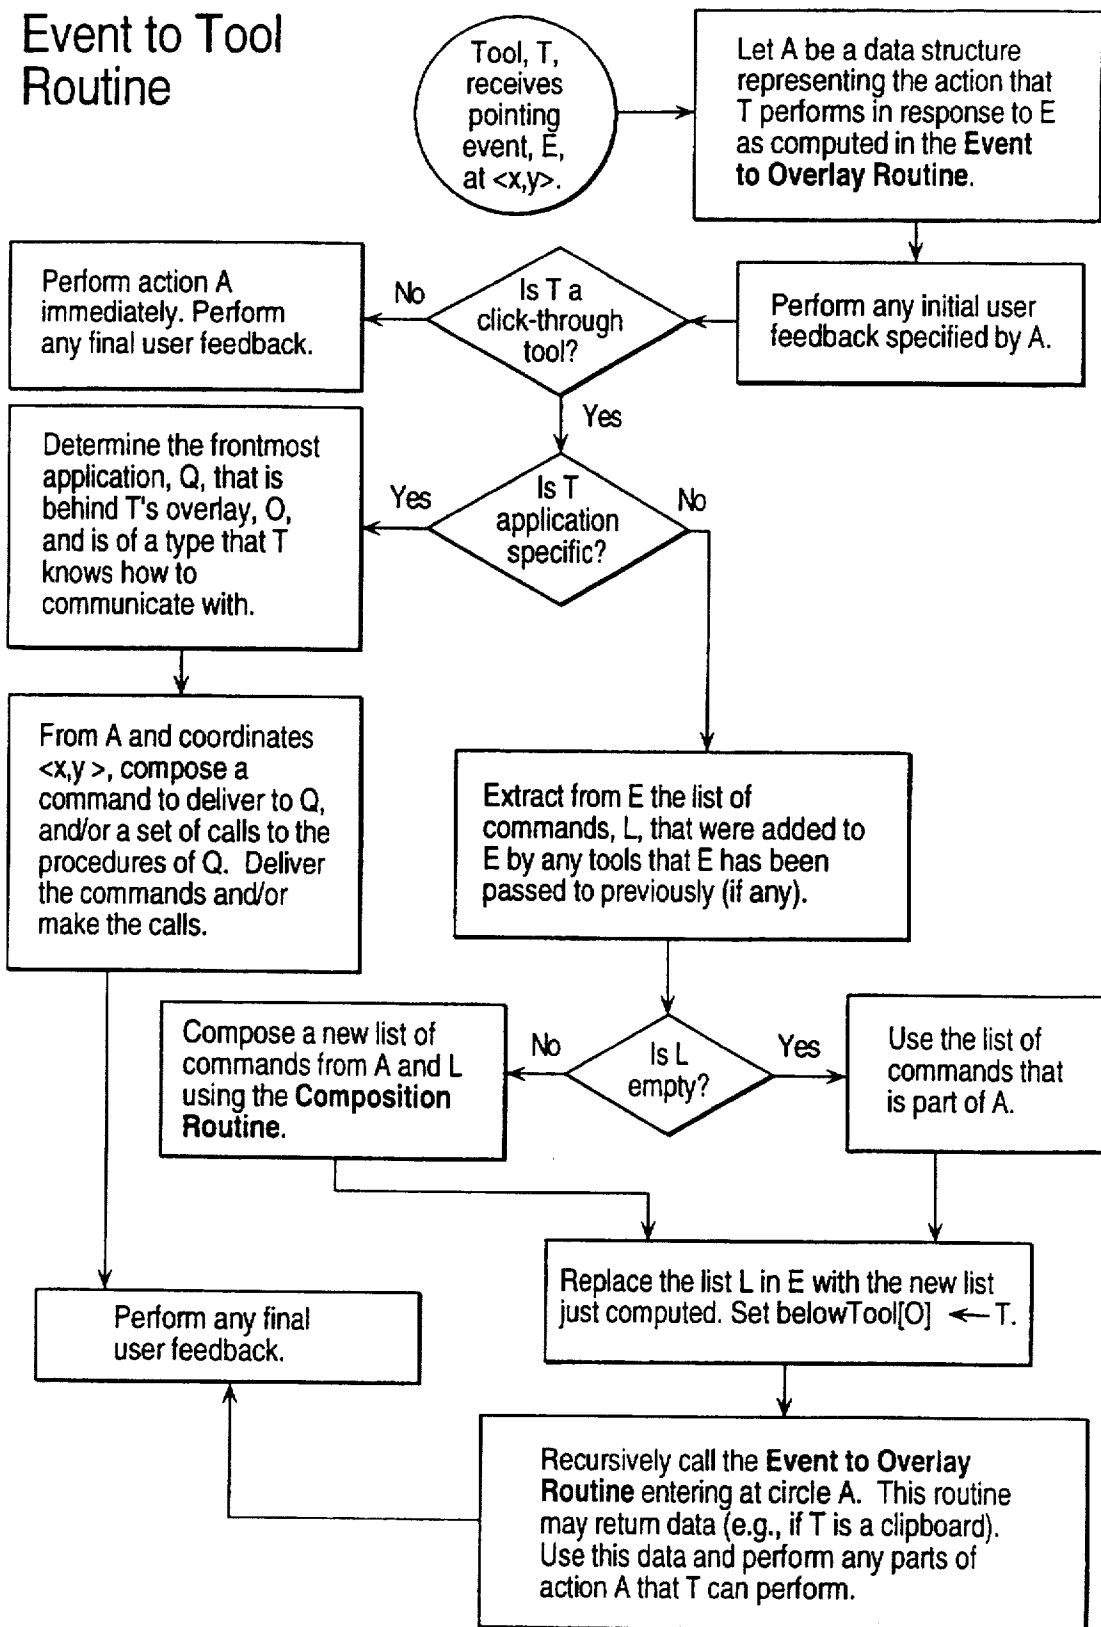 Event to Tool
Routine
Tool, T,
receives
pointing
event, E,
at <x,y>.
Let A be a data structure
representing the action that
T performs in response to E
as computed in the Event
to Overlay Routine.
Perform action A
immediately. Perform
any final user feedback.
No
Is T a
click-through
tool?
Perform any initial user
feedback specified by A.
Yes
Determine the frontmost
application, Q, that is
behind T's overlay, O,
and is of a type that T
knows how to
communicate with.
Yes
Is T
application
specific?
No
From A and coordinates
<x,y >, compose a
command to deliver to Q,
and/or a set of calls to the
procedures of Q. Deliver
the commands and/or
make the calls.
Extract from E the list of
commands, L, that were added to
E by any tools that E has been
passed to previously (if any).
Compose a new list of
commands from A and L
using the Composition
Routine.
No
Is L
empty?
Yes
Use the list of
commands that
is part of A.
Replace the list L in E with the new list
just computed. Set belowTool[O] ← T.
Perform any final
user feedback.
Recursively call the Event to Overlay
Routine entering at circle A. This routine
may return data (e.g., if T is a clipboard).
Use this data and perform any parts of
action A that T can perform.